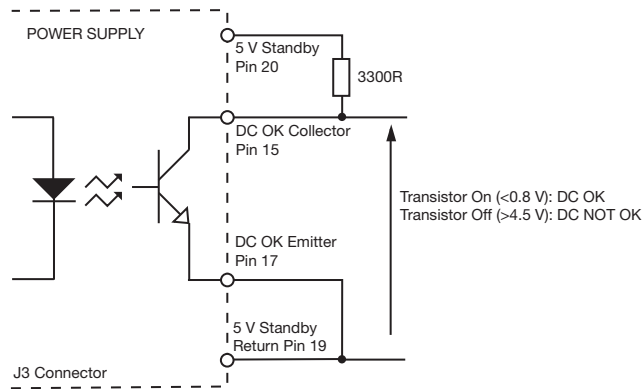 POWER SUPPLY
5 V Standby
Pin 20
3300R
DC OK Collector
Pin 15
Transistor On (<0.8 V): DC OK
Transistor Off (>4.5 V): DC NOT OK
DC OK Emitter
Pin 17
5 V Standby
Return Pin 19
J3 Connector